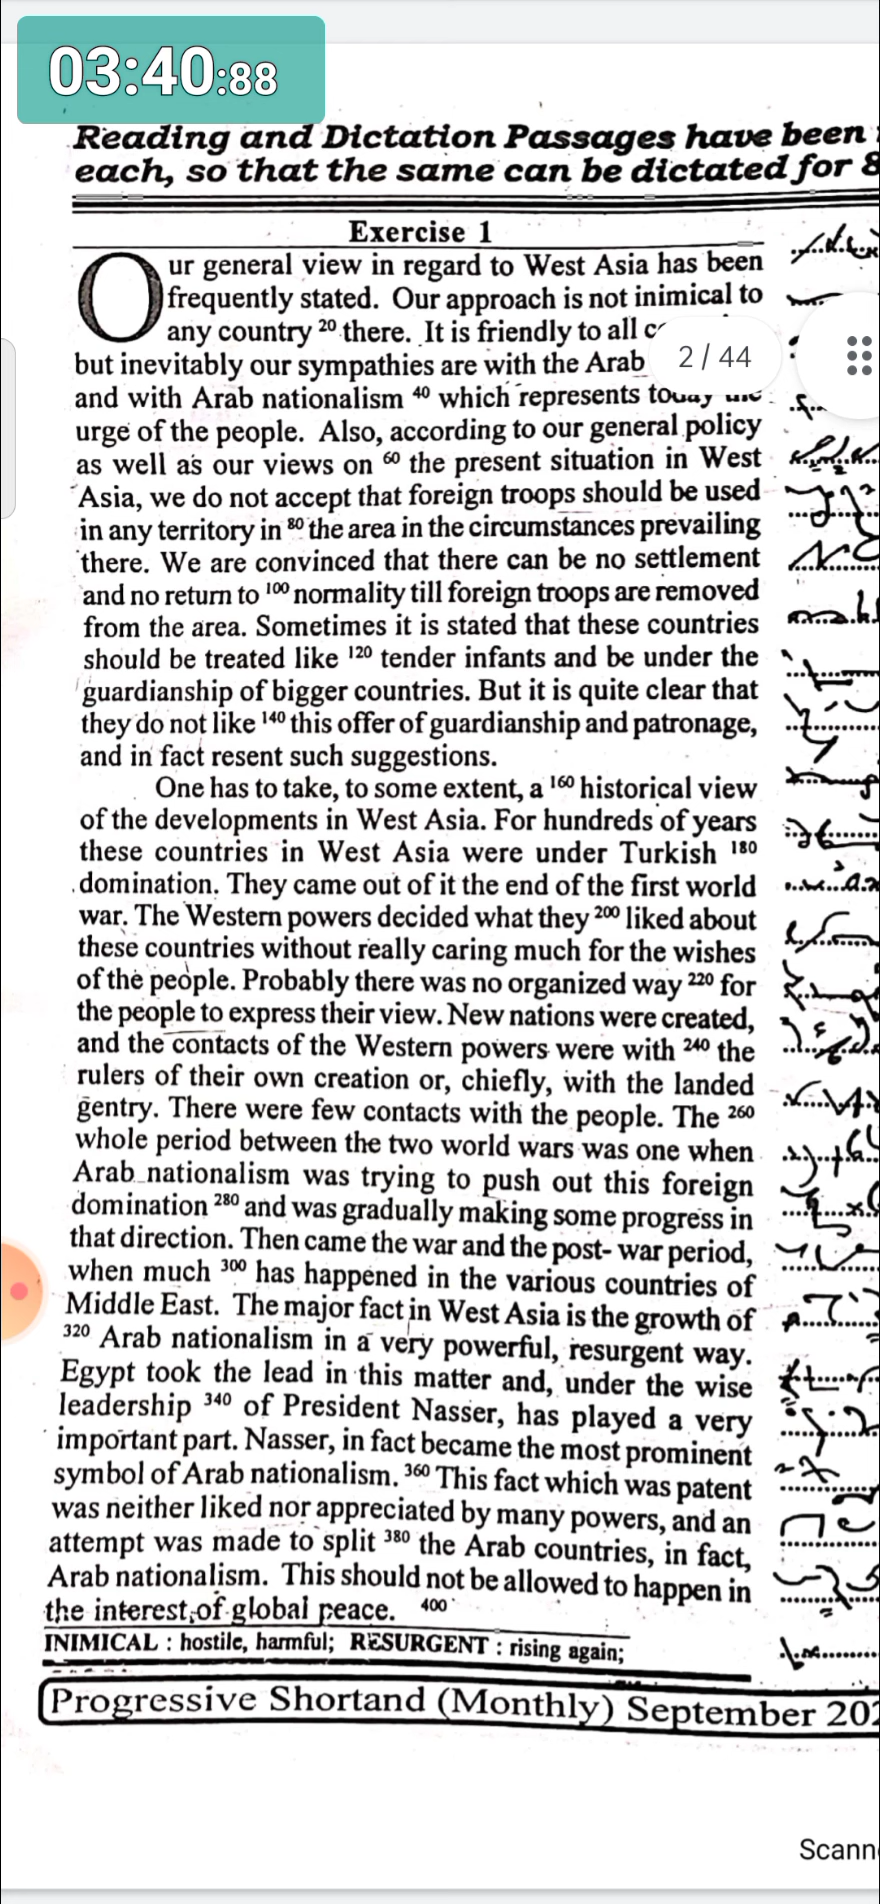 03:40:88
Reading and Dictation Passages have been
each, so that the same can be dictated for 8
Exercise 1
Our general view in regard to West Asia has been
frequently stated. Our approach is not inimical to
any country 20 there. It is friendly to all
2 / 44
but inevitably our sympathies are with the Arab
and with Arab nationalism 40 which represents today the
urge of the people. Also, according to our general policy
as well as our views on 60 the present situation in West
Asia, we do not accept that foreign troops should be used
in any territory in 80 the area in the circumstances prevailing
there. We are convinced that there can be no settlement
and no return to 100 normality till foreign troops are removed
from the area. Sometimes it is stated that these countries
should be treated like 120 tender infants and be under the
guardianship of bigger countries. But it is quite clear that
they do not like 140 this offer of guardianship and patronage,
and in fact resent such suggestions.
One has to take, to some extent, a 160 historical view
of the developments in West Asia. For hundreds of years
these countries in West Asia were under Turkish 180
domination. They came out of it the end of the first world
war. The Western powers decided what they 200 liked about
these countries without really caring much for the wishes
of the people. Probably there was no organized way 220 for
the people to express their view. New nations were created,
and the contacts of the Western powers were with 240 the
rulers of their own creation or, chiefly, with the landed
gentry. There were few contacts with the people. The 260
whole period between the two world wars was one when
Arab nationalism was trying to push out this foreign
domination 280 and was gradually making some progress in
that direction. Then came the war and the post- war period,
when much 300 has happened in the various countries of
Middle East. The major fact in West Asia is the growth of
320 Arab nationalism in a very powerful, resurgent way.
Egypt took the lead in this matter and, under the wise
leadership 340 of President Nasser, has played a very
important part. Nasser, in fact became the most prominent
symbol of Arab nationalism. 360 This fact which was patent
was neither liked nor appreciated by many powers, and an
attempt was made to split 380 the Arab countries, in fact,
Arab nationalism. This should not be allowed to happen in
the interest of global peace. 400
INIMICAL : hostile, harmful; RESURGENT : rising again;
Progressive Shortand (Monthly) September 202
Scann